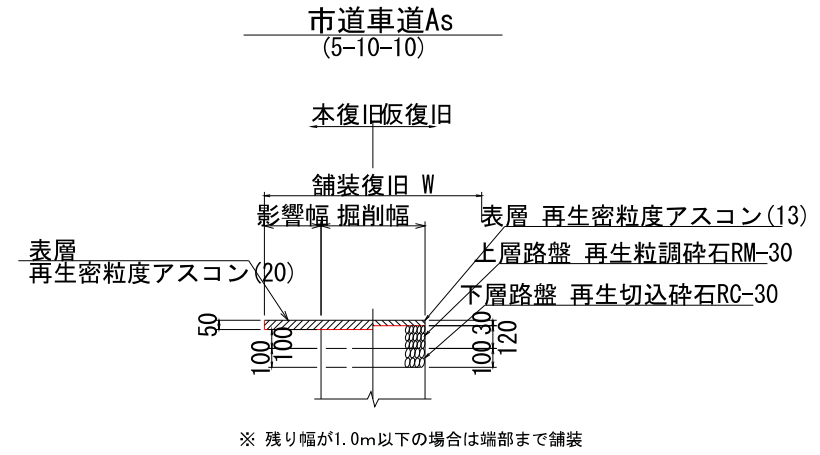 市道車道As
(5-10-10)
本復旧
仮復旧
舗装復旧 W
影響幅
掘削幅
表層 再生密粒度アスコン(13)
上層路盤 再生粒調砕石RM-30
下層路盤 再生切込砕石RC-30
表層
再生密粒度アスコン(20)
50
100
100
30
120
100
※ 残り幅が1.0m以下の場合は端部まで舗装